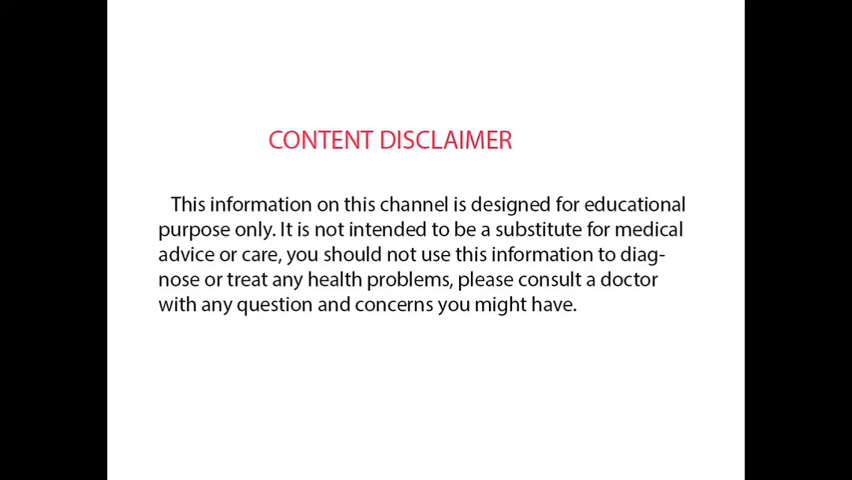 CONTENT DISCLAIMER
This information on this channel is designed for educational
purpose only. It is not intended to be a substitute for medical
advice or care, you should not use this information to diag-
nose or treat any health problems, please consult a doctor
with any question and concerns you might have.